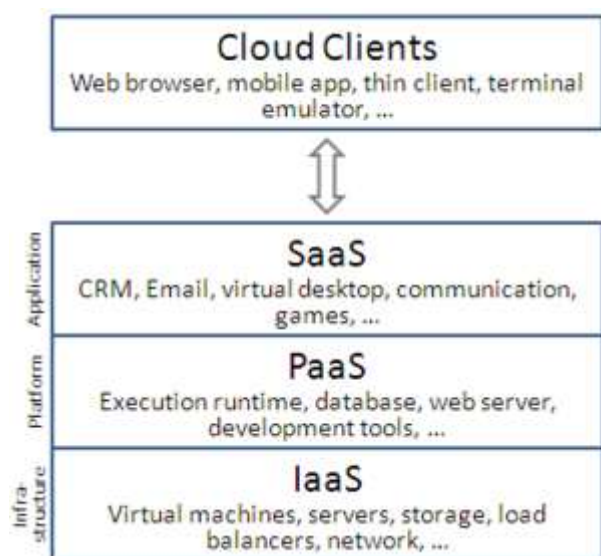 Cloud Clients
Web browser, mobile app, thin client, terminal
emulator, ...
Application
SaaS
CRM, Email, virtual desktop, communication,
games, ...
Platform
PaaS
Execution runtime, database, web server,
development tools, ...
Infra-
structure
IaaS
Virtual machines, servers, storage, load
balancers, network, ...